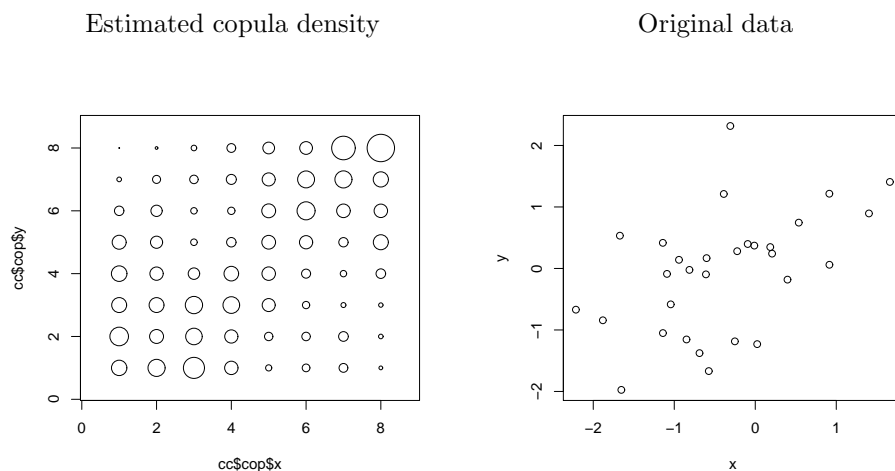 Estimated copula density
Original data
8
6
4
2
0
cc$cop$y
0 2 4 6 8
cc$cop$x
2
1
0
−1
−2
y
−2 −1 0 1
x